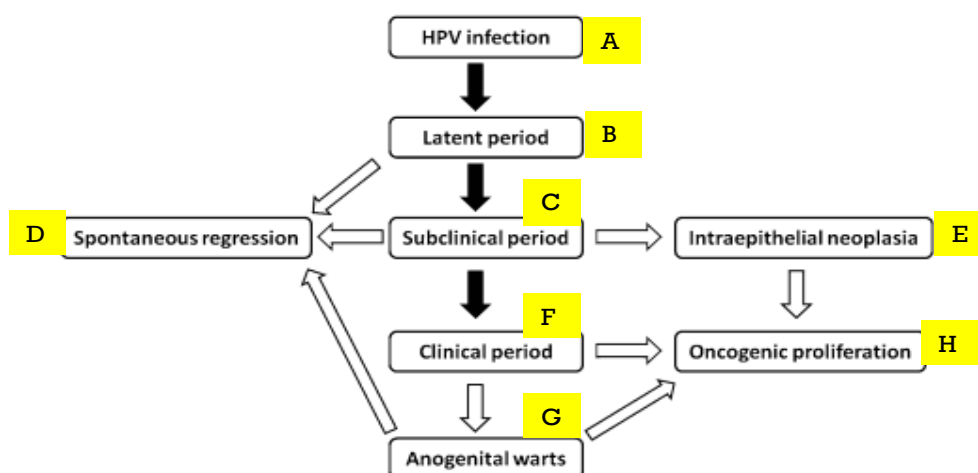 HPV infection A
Latent period B
C
D Spontaneous regression Subclinical period Intraepithelial neoplasia E
F
Clinical period Oncogenic proliferation H
G
Anogenital warts